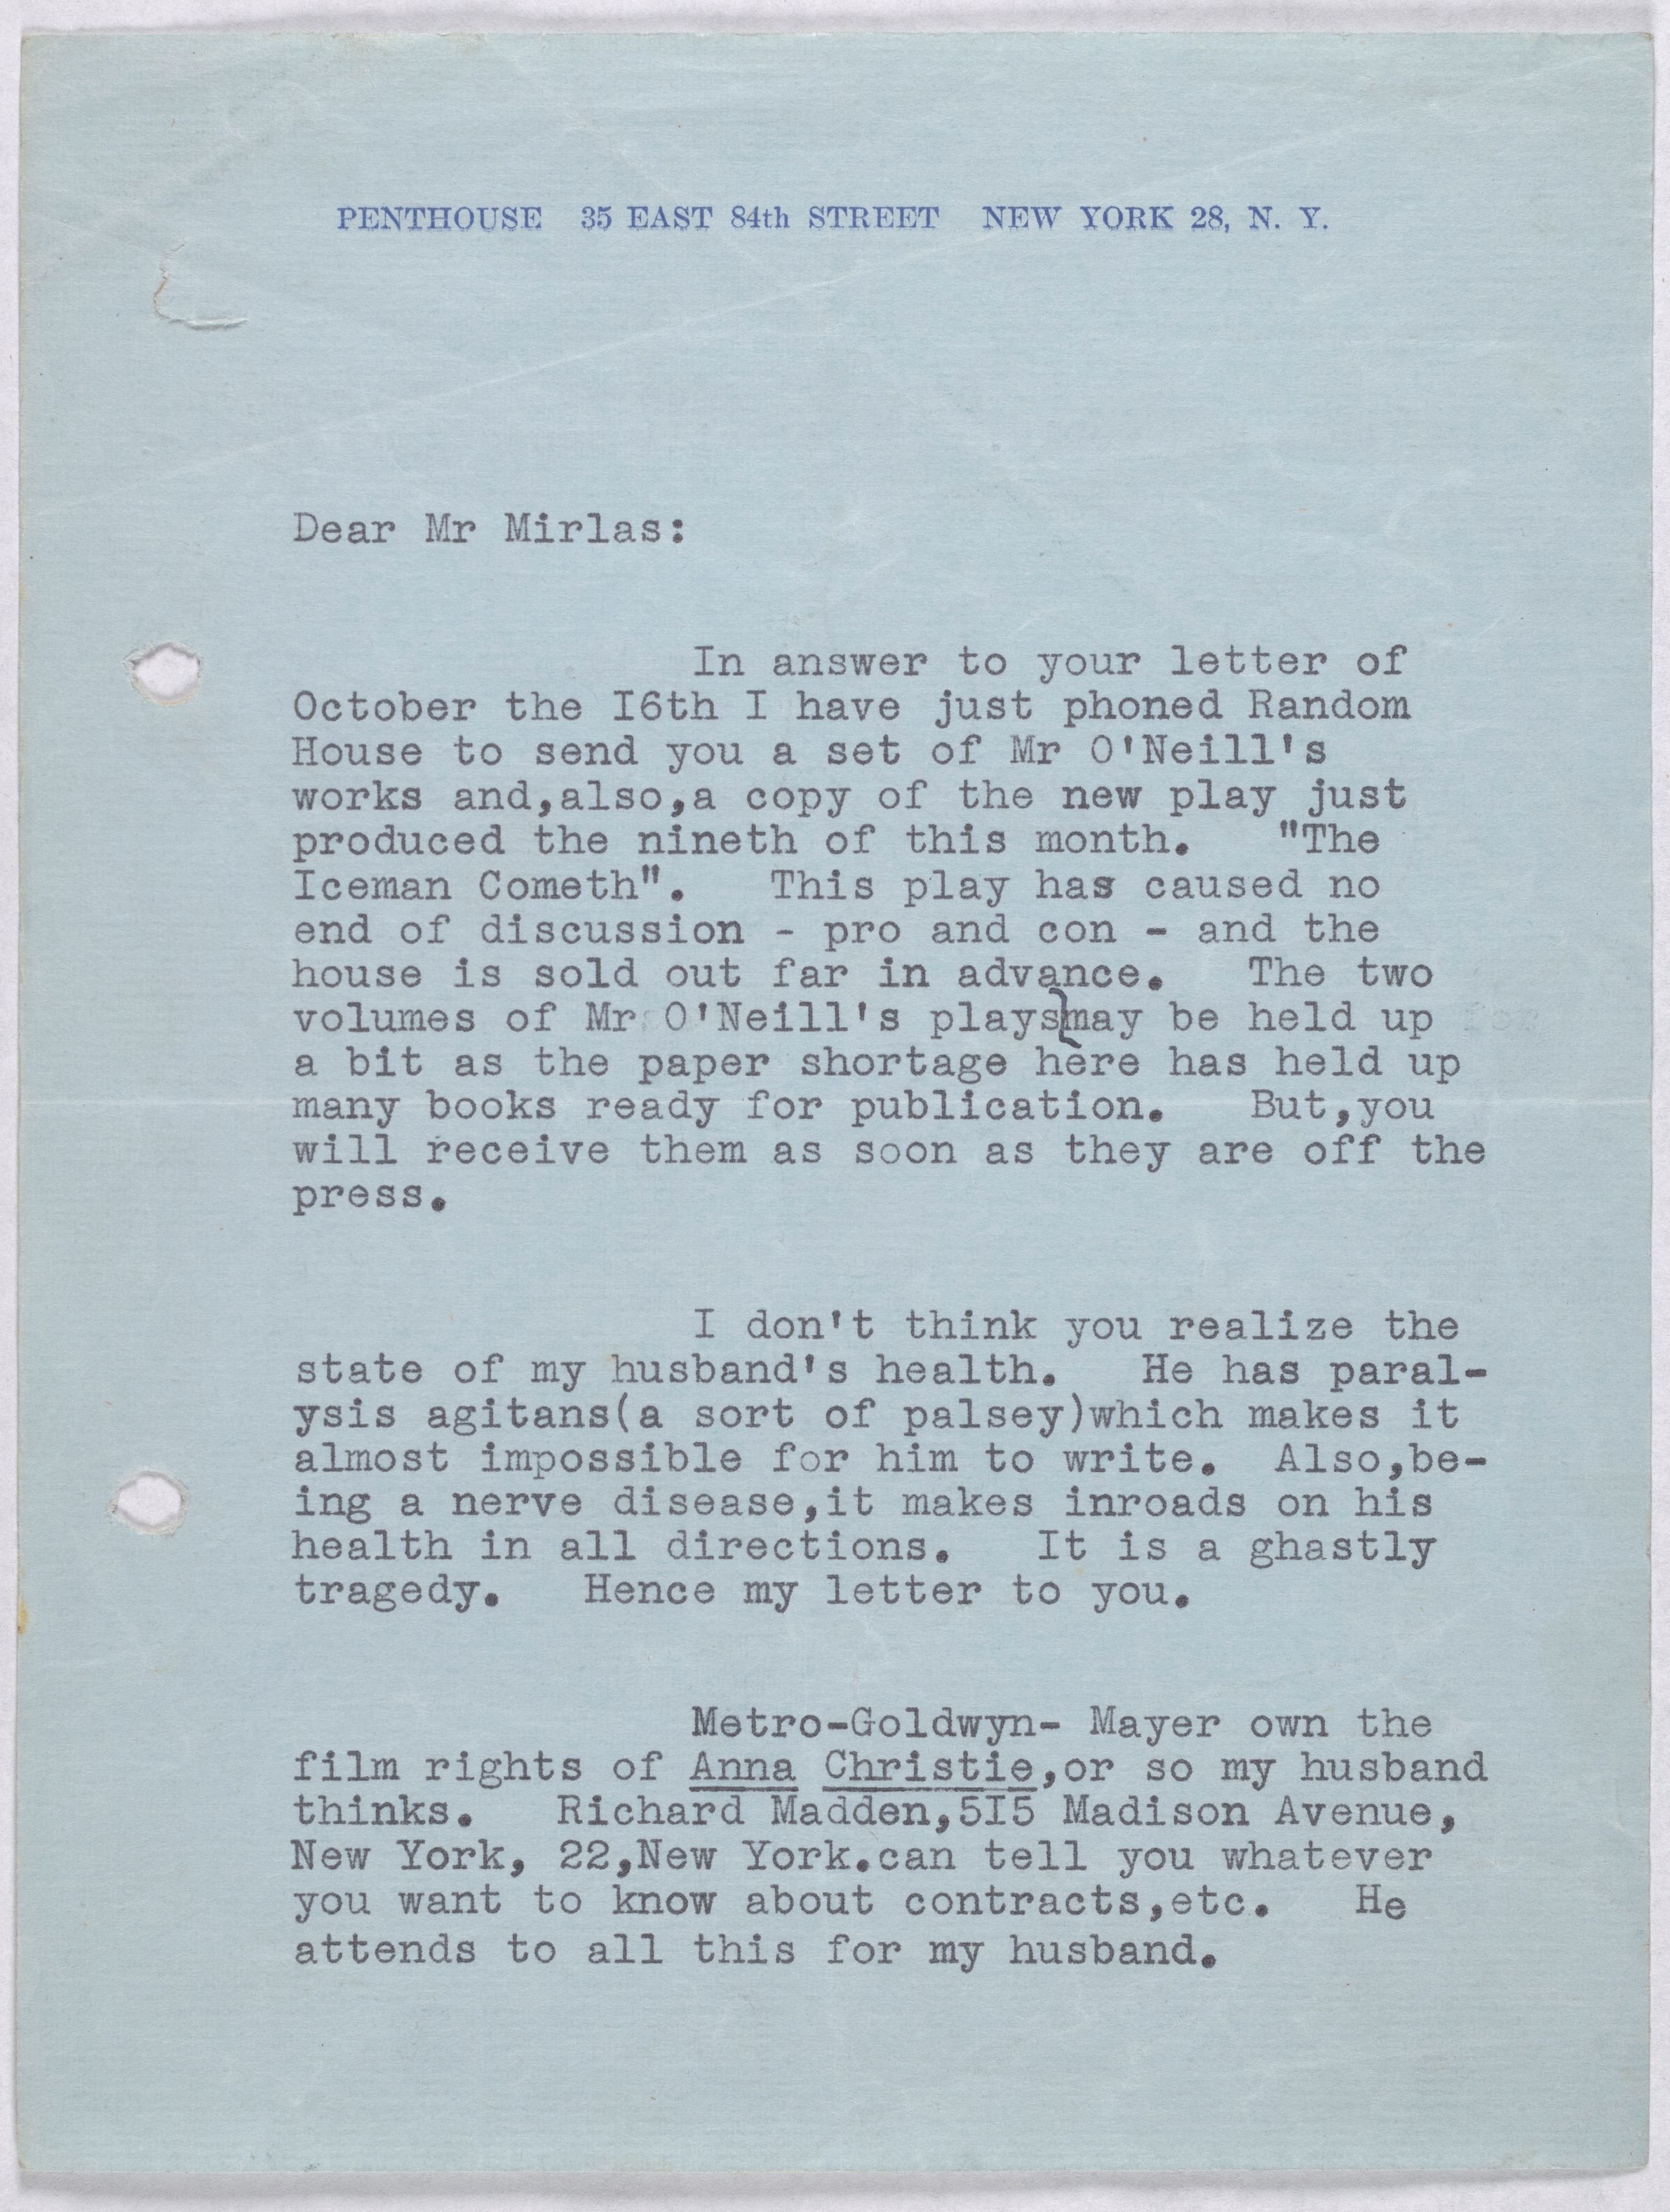 PENTHOUSE 35 EAST 84th STREET NEW YORK 28, N. Y.
Dear Mr Mirlas:
In answer to your letter of
October the I6th I have just phoned Random
House to send you a set of Mr O'Neill's
works and,also,a copy of the new play just
produced the nineth of this month. "The
Iceman Cometh". This play has caused no
end of discussion - pro and con - and the
house is sold out far in advance. The two
volumes of Mr O'Neill's plays may be held up
a bit as the paper shortage here has held up
many books ready for publication. But,you
will receive them as soon as they are off the
press.
I don't think you realize the
state of my husband's health. He has paral-
ysis agitans(a sort of palsey)which makes it
almost impossible for him to write. Also,be-
ing a nerve disease,it makes inroads on his
health in all directions. It is a ghastly
tragedy. Hence my letter to you.
Metro-Goldwyn- Mayer own the
film rights of Anna Christie,or so my husband
thinks. Richard Madden,5I5 Madison Avenue,
New York, 22,New York.can tell you whatever
you want to know about contracts,etc. He
attends to all this for my husband.